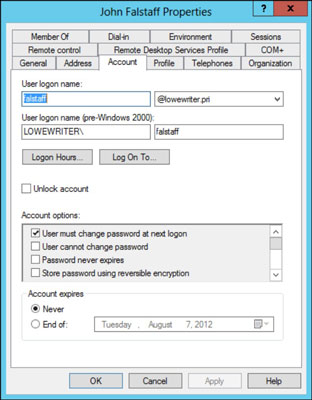 John Falstaff Properties
? x
Member Of Dial-in Environment Sessions
Remote control Remote Desktop Services Profile COM+
General Address Account Profile Telephones Organization
User logon name:
falstaff @lowewriter.pri
User logon name (pre-Windows 2000):
LOWEWRITER\ falstaff
Logon Hours... Log On To...
Unlock account
Account options:
User must change password at next logon
User cannot change password
Password never expires
Store password using reversible encryption
Account expires
Never
End of: Tuesday , August 7, 2012
OK Cancel Apply Help